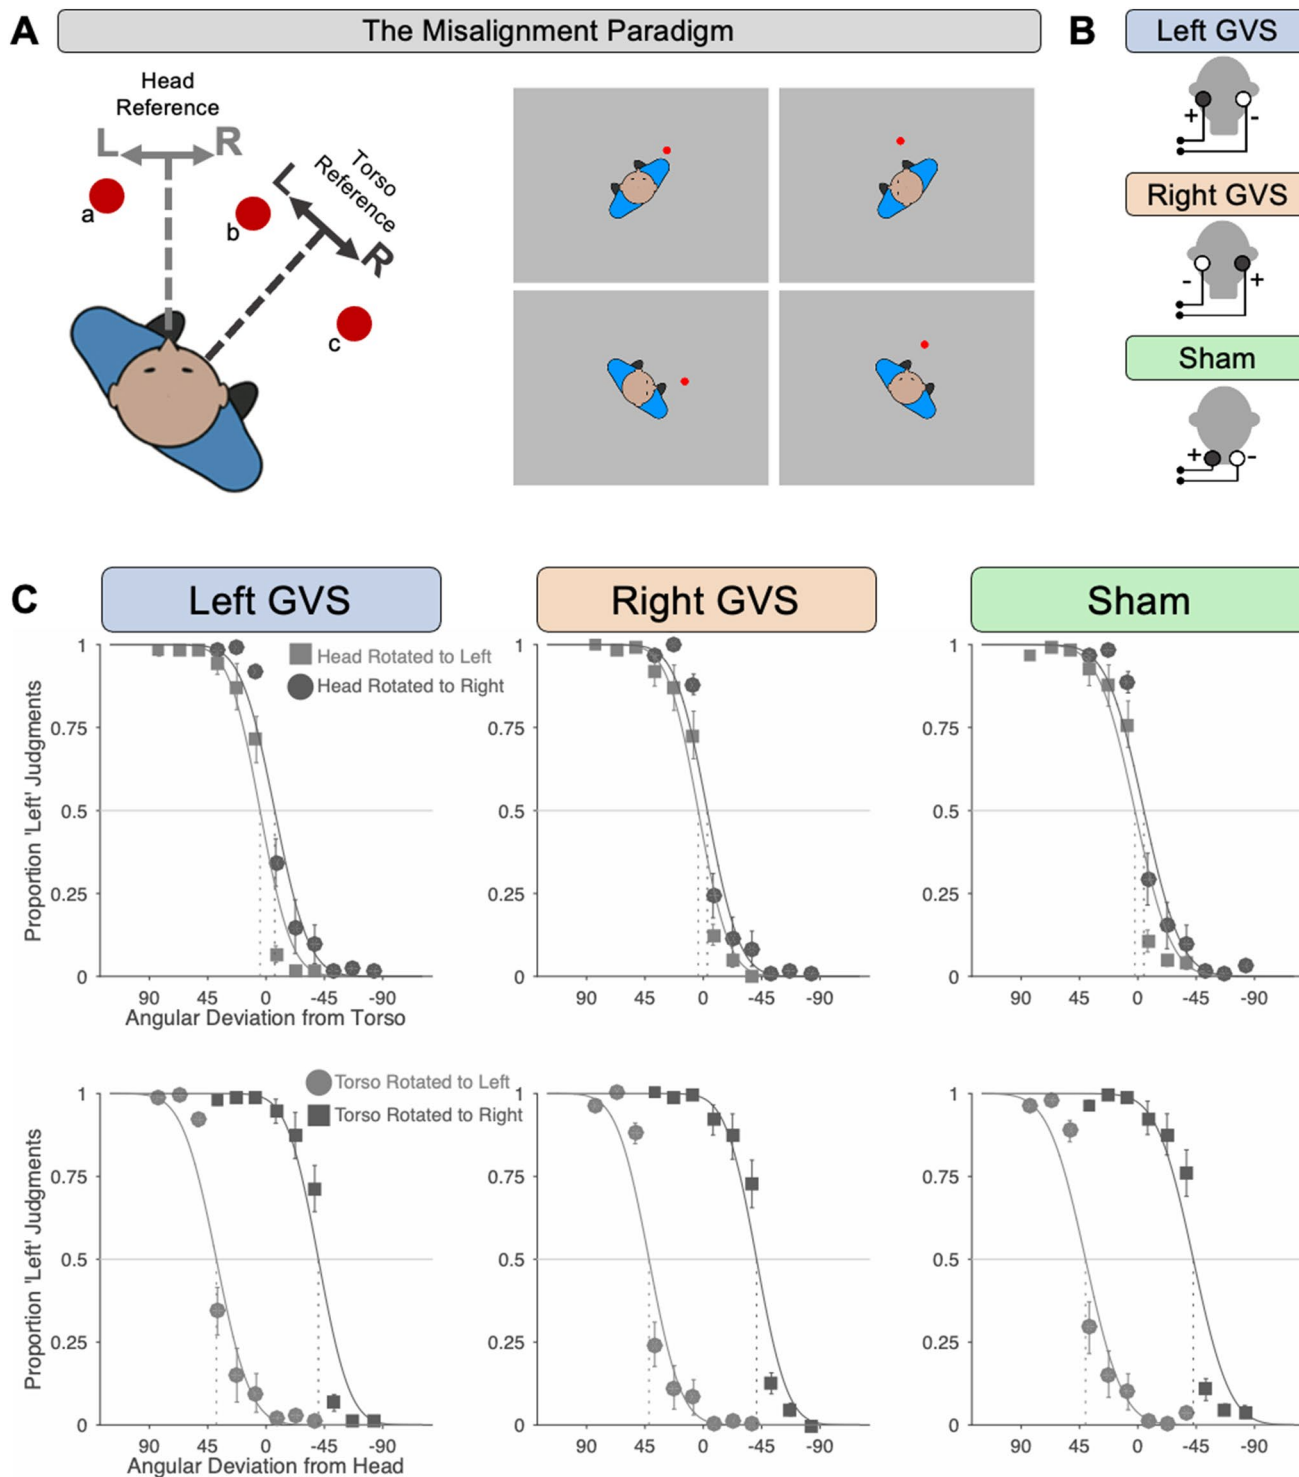 A
The Misalignment Paradigm
B
Left GVS
Head
Reference
L
R
L
Torso
Reference
R
a
b
c
+
-
Right GVS
-
+
Sham
+
-
C
Left GVS
Right GVS
Sham
Proportion 'Left' Judgments
1
0.75
0.5
0.25
0
Head Rotated to Left
Head Rotated to Right
90 45 0 -45 -90
Angular Deviation from Torso
1
0.75
0.5
0.25
0
90 45 0 -45 -90
1
0.75
0.5
0.25
0
90 45 0 -45 -90
Proportion 'Left' Judgments
1
0.75
0.5
0.25
0
Torso Rotated to Left
Torso Rotated to Right
90 45 0 -45 -90
Angular Deviation from Head
1
0.75
0.5
0.25
0
90 45 0 -45 -90
1
0.75
0.5
0.25
0
90 45 0 -45 -90